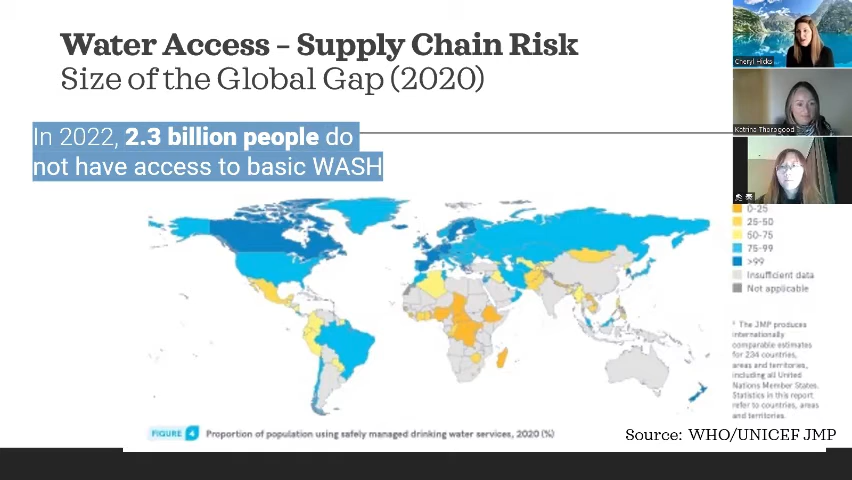 Water Access – Supply Chain Risk
Size of the Global Gap (2020)
In 2022, 2.3 billion people do
not have access to basic WASH
Cheryl Hicks
Katrina Thorogood
0-25
25-50
50-75
75-99
>99
Insufficient data
Not applicable
The JMP produces
internationally
comparable estimates
for 234 countries,
areas and territories,
including all United
Nations Member States.
Statistics in this report
refer to countries, areas
and territories.
FIGURE 4 Proportion of population using safely managed drinking water services, 2020 (%)
Source: WHO/UNICEF JMP